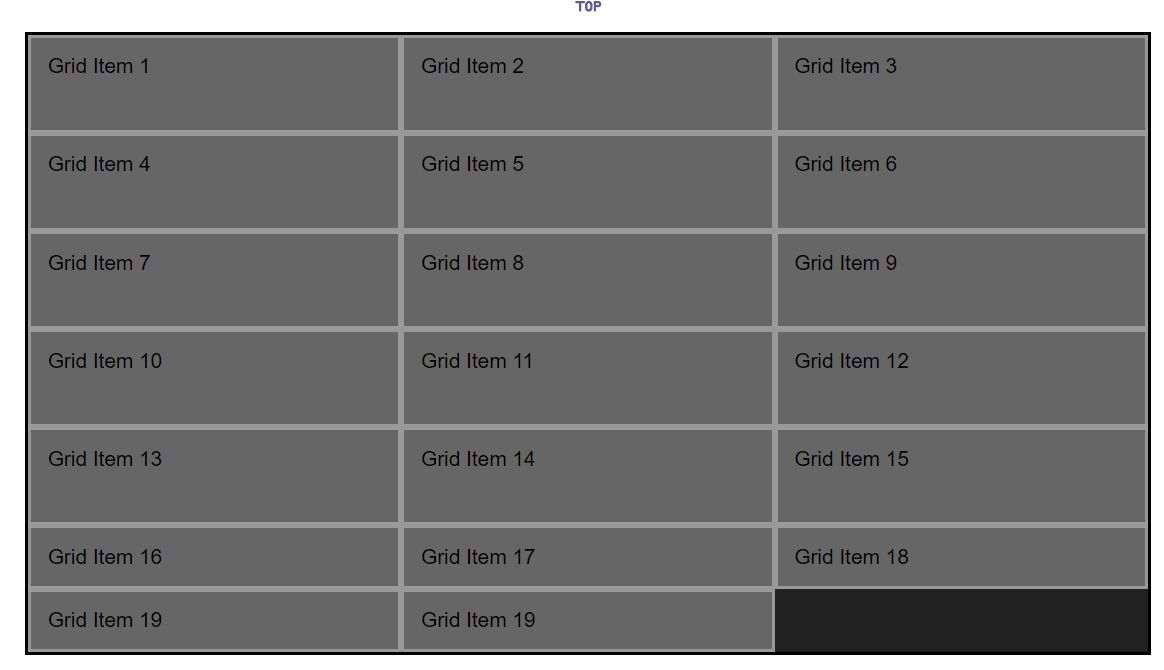 TOP
Grid Item 1
Grid Item 2
Grid Item 3
Grid Item 4
Grid Item 5
Grid Item 6
Grid Item 7
Grid Item 8
Grid Item 9
Grid Item 10
Grid Item 11
Grid Item 12
Grid Item 13
Grid Item 14
Grid Item 15
Grid Item 16
Grid Item 17
Grid Item 18
Grid Item 19
Grid Item 19